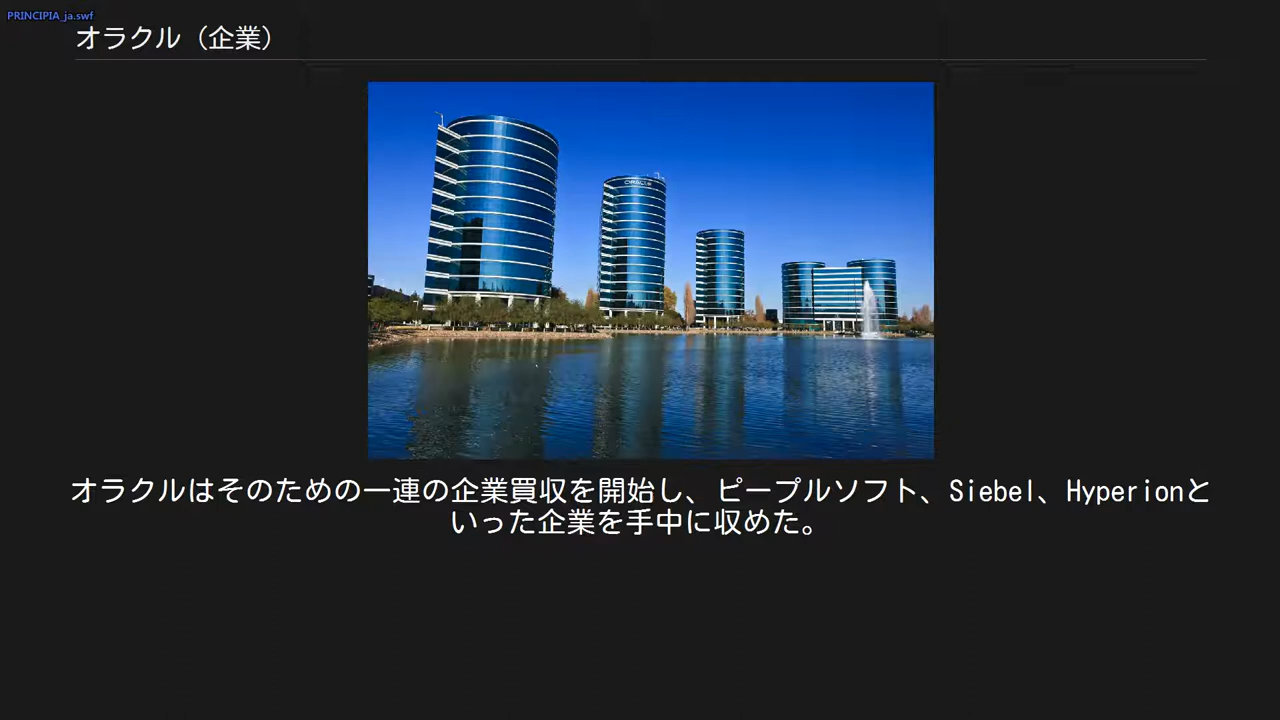 PRINCIPIA_ja.swf
オラクル（企業）
ORACLE
オラクルはそのための一連の企業買収を開始し、ピープルソフト、Siebel、Hyperionと
いった企業を手中に収めた。